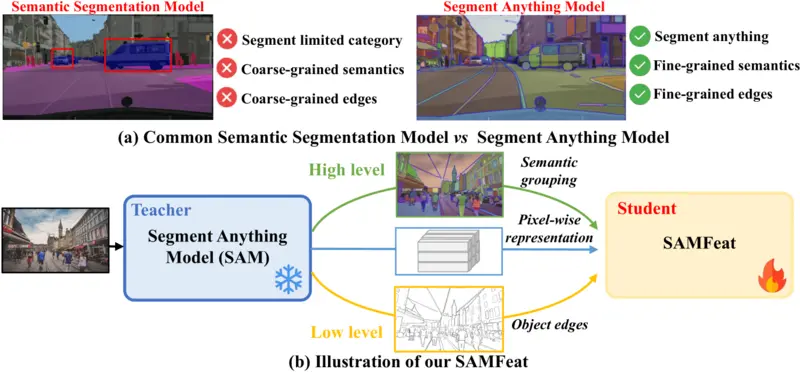 Semantic Segmentation Model
Segment limited category
Coarse-grained semantics
Coarse-grained edges
Segment Anything Model
Segment anything
Fine-grained semantics
Fine-grained edges
(a) Common Semantic Segmentation Model vs Segment Anything Model
High level
Semantic
grouping
Teacher
Segment Anything
Model (SAM)
Pixel-wise
representation
Student
SAMFeat
Low level
Object edges
(b) Illustration of our SAMFeat